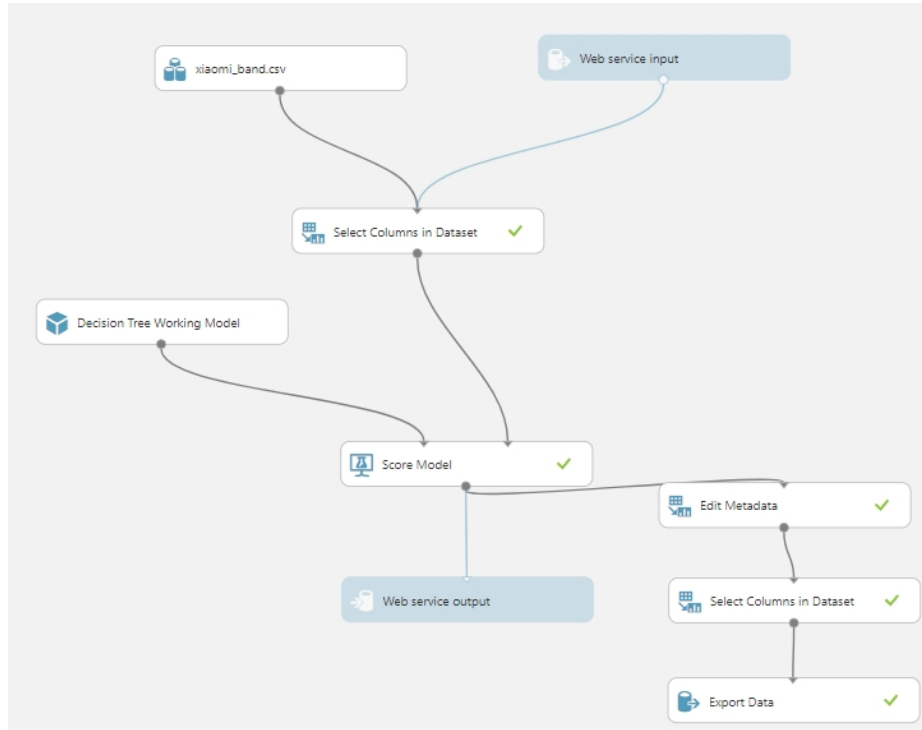 xiaomi_band.csv
Web service input
Select Columns in Dataset
Decision Tree Working Model
Score Model
Edit Metadata
Web service output
Select Columns in Dataset
Export Data